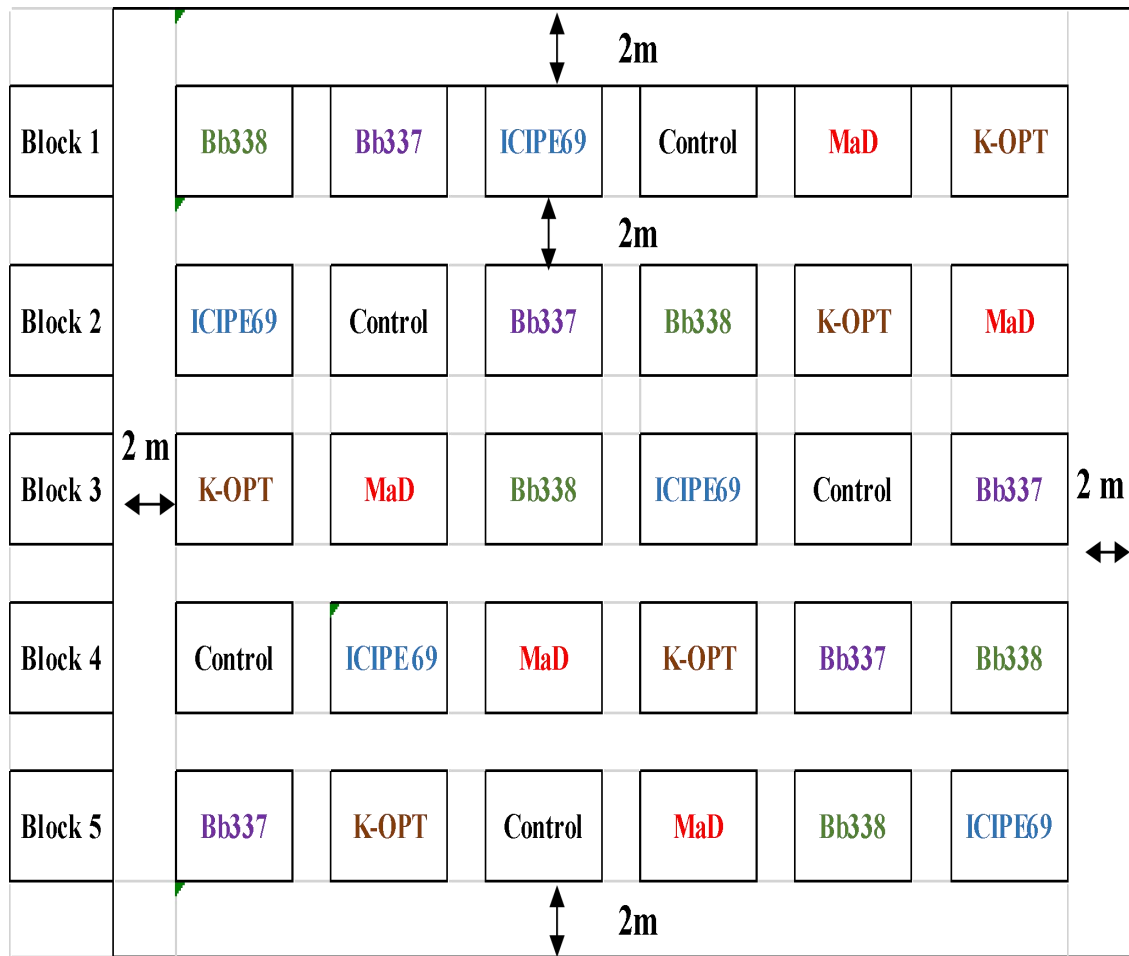 2m
Block 1 Bb338 Bb337 ICIPE69 Control MaD K-OPT
2m
Block 2 ICIPE69 Control Bb337 Bb338 K-OPT MaD
2 m
Block 3 K-OPT MaD Bb338 ICIPE69 Control Bb337 2 m
Block 4 Control ICIPE 69 MaD K-OPT Bb337 Bb338
Block 5 Bb337 K-OPT Control MaD Bb338 ICIPE69
2m